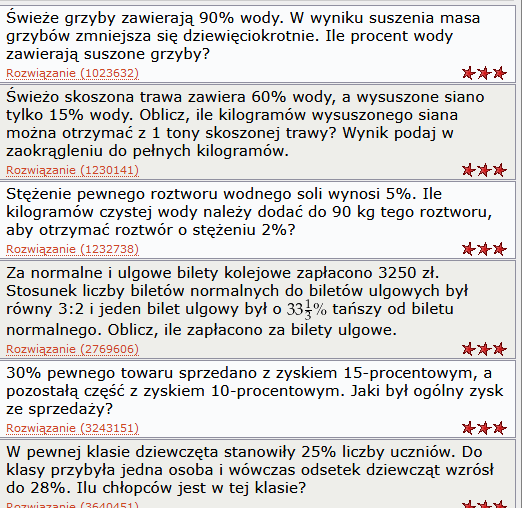 Świeże grzyby zawierają 90% wody. W wyniku suszenia masa
grzybów zmniejsza się dziewięciokrotnie. Ile procent wody
zawierają suszone grzyby?
Rozwiązanie (1023632)
Świeżo skoszona trawa zawiera 60% wody, a wysuszone siano
tylko 15% wody. Oblicz, ile kilogramów wysuszonego siana
można otrzymać z 1 tony skoszonej trawy? Wynik podaj w
zaokrągleniu do pełnych kilogramów.
Rozwiązanie (1230141)
Stężenie pewnego roztworu wodnego soli wynosi 5%. Ile
kilogramów czystej wody należy dodać do 90 kg tego roztworu,
aby otrzymać roztwór o stężeniu 2%?
Rozwiązanie (1232738)
Za normalne i ulgowe bilety kolejowe zapłacono 3250 zł.
Stosunek liczby biletów normalnych do biletów ulgowych był
równy 3:2 i jeden bilet ulgowy był o 33 1/3% tańszy od biletu
normalnego. Oblicz, ile zapłacono za bilety ulgowe.
Rozwiązanie (2769606)
30% pewnego towaru sprzedano z zyskiem 15-procentowym, a
pozostałą część z zyskiem 10-procentowym. Jaki był ogólny zysk
ze sprzedaży?
Rozwiązanie (3243151)
W pewnej klasie dziewczęta stanowiły 25% liczby uczniów. Do
klasy przybyła jedna osoba i wówczas odsetek dziewcząt wzrósł
do 28%. Ilu chłopców jest w tej klasie?
Rozwiązanie (3640451)